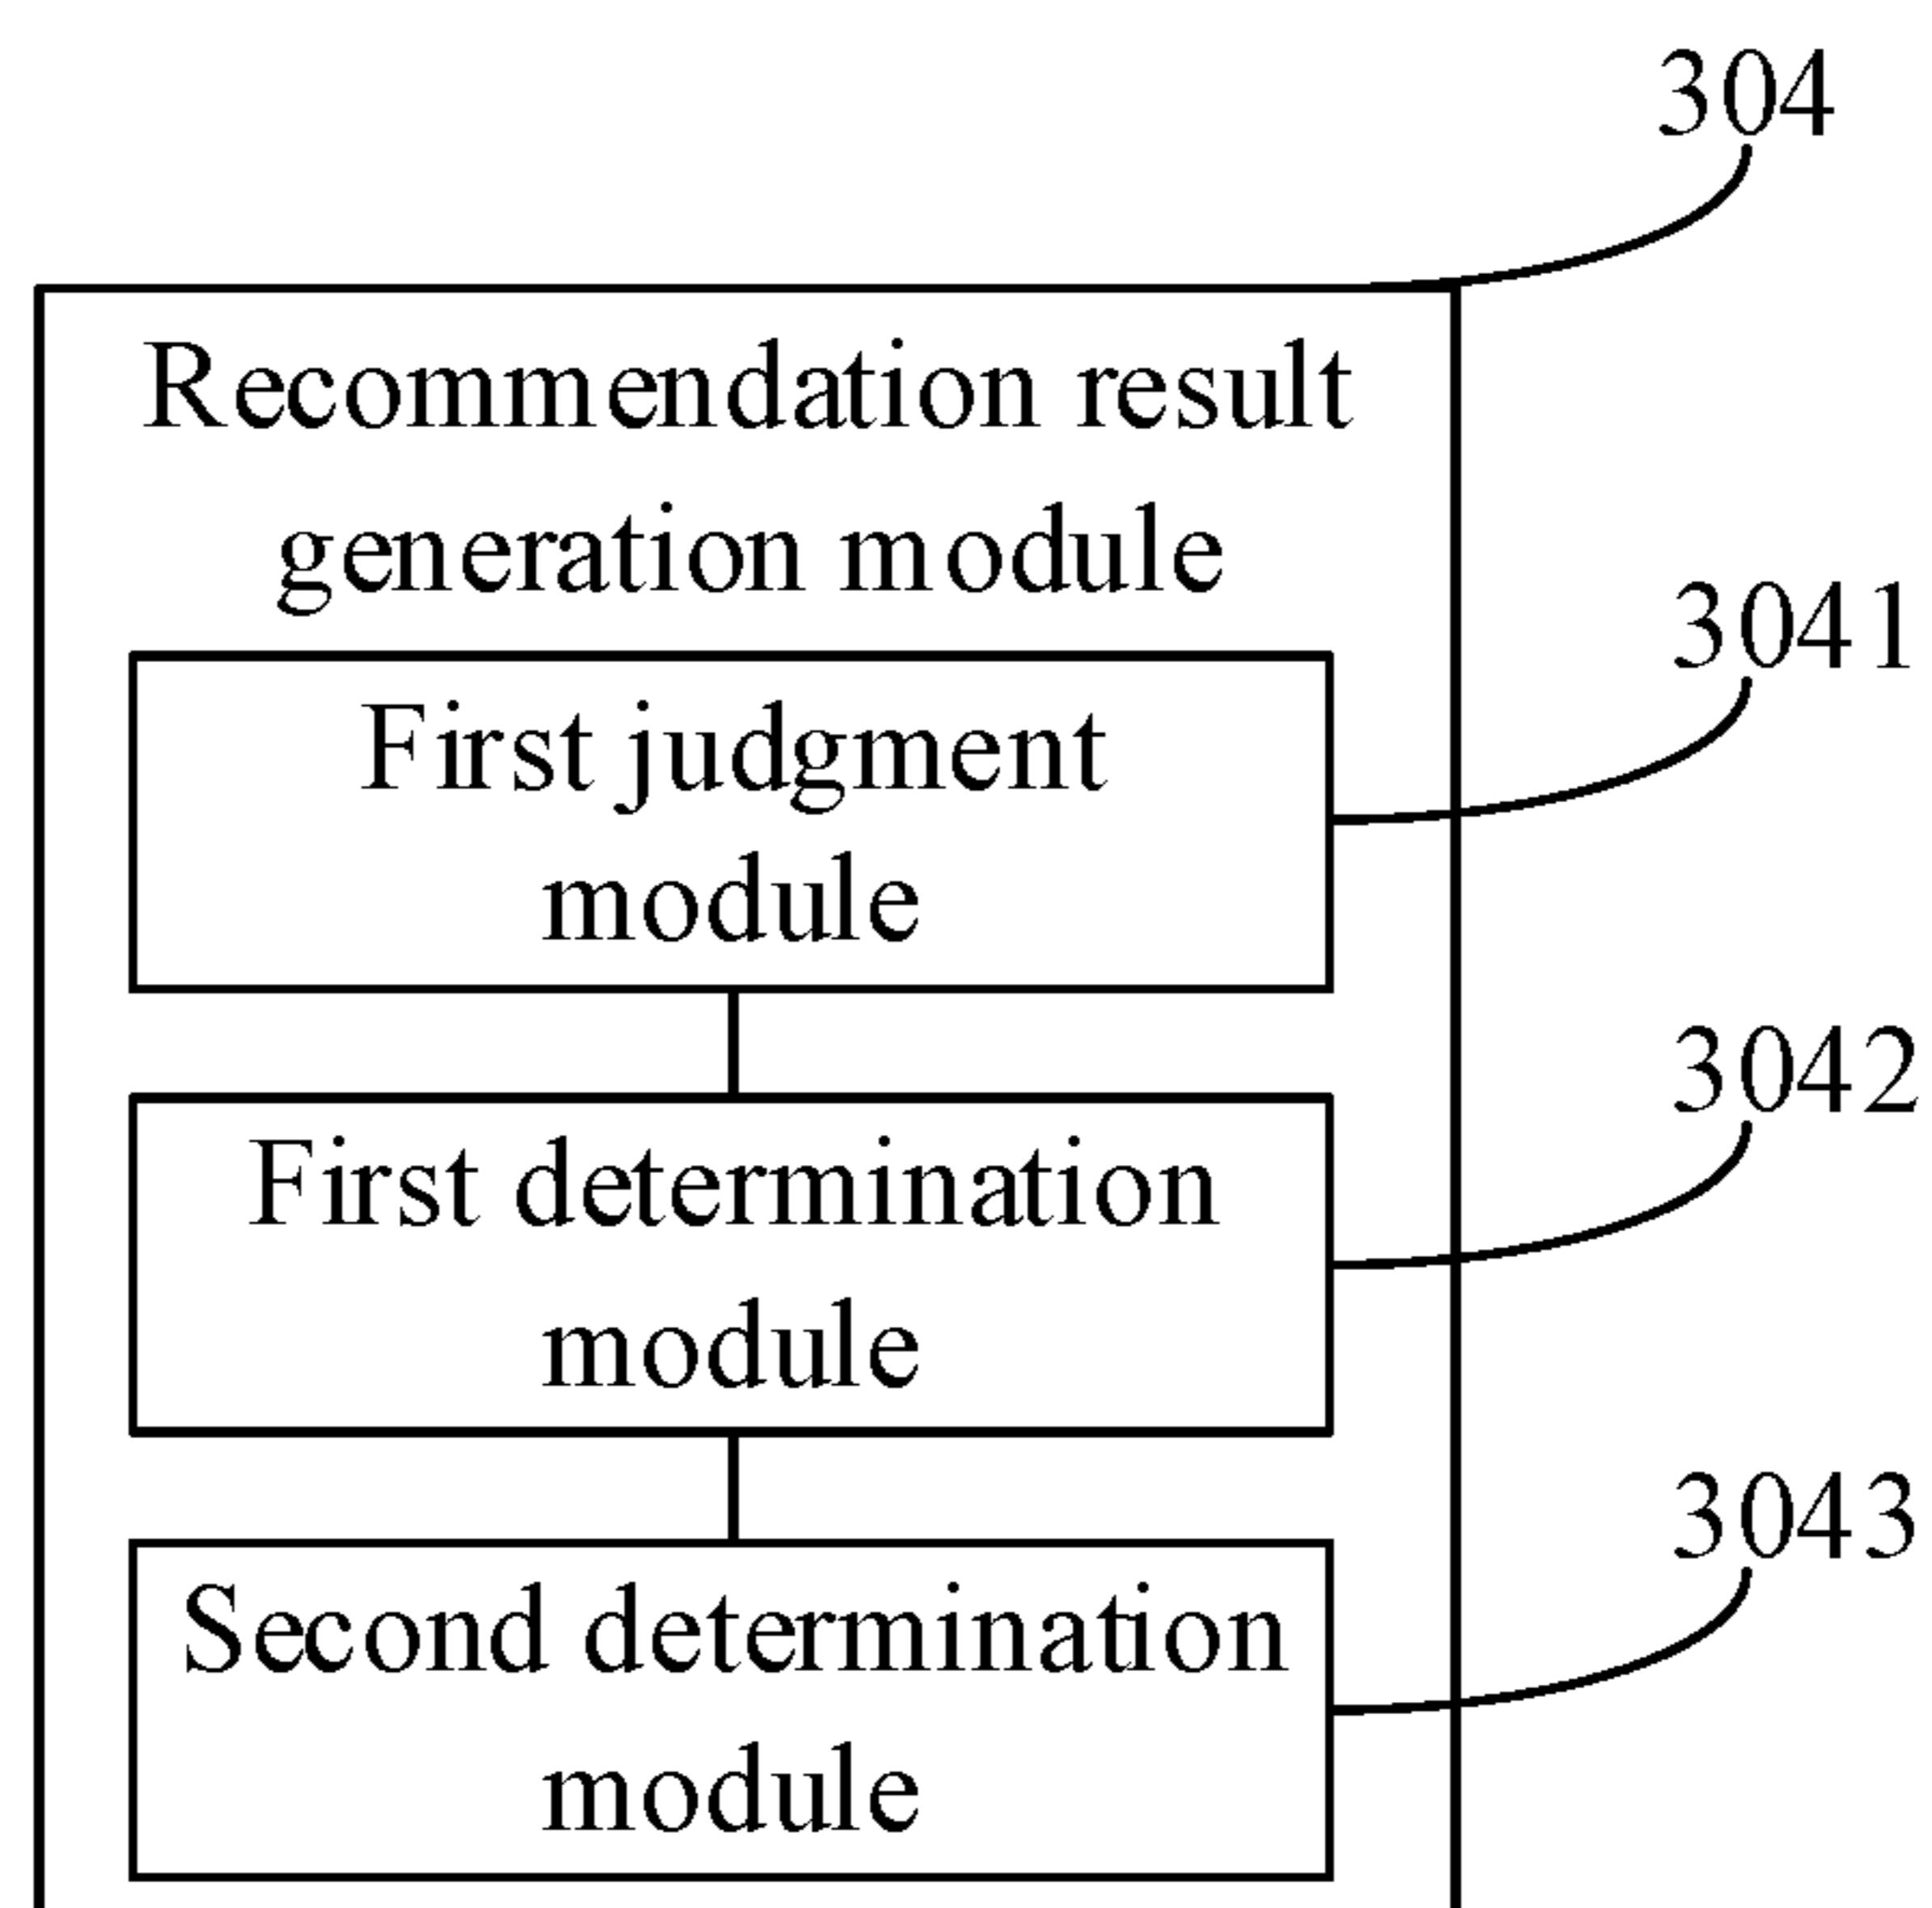 304
Recommendation result
generation module
3041
First judgment
module
3042
First determination
module
3043
Second determination
module